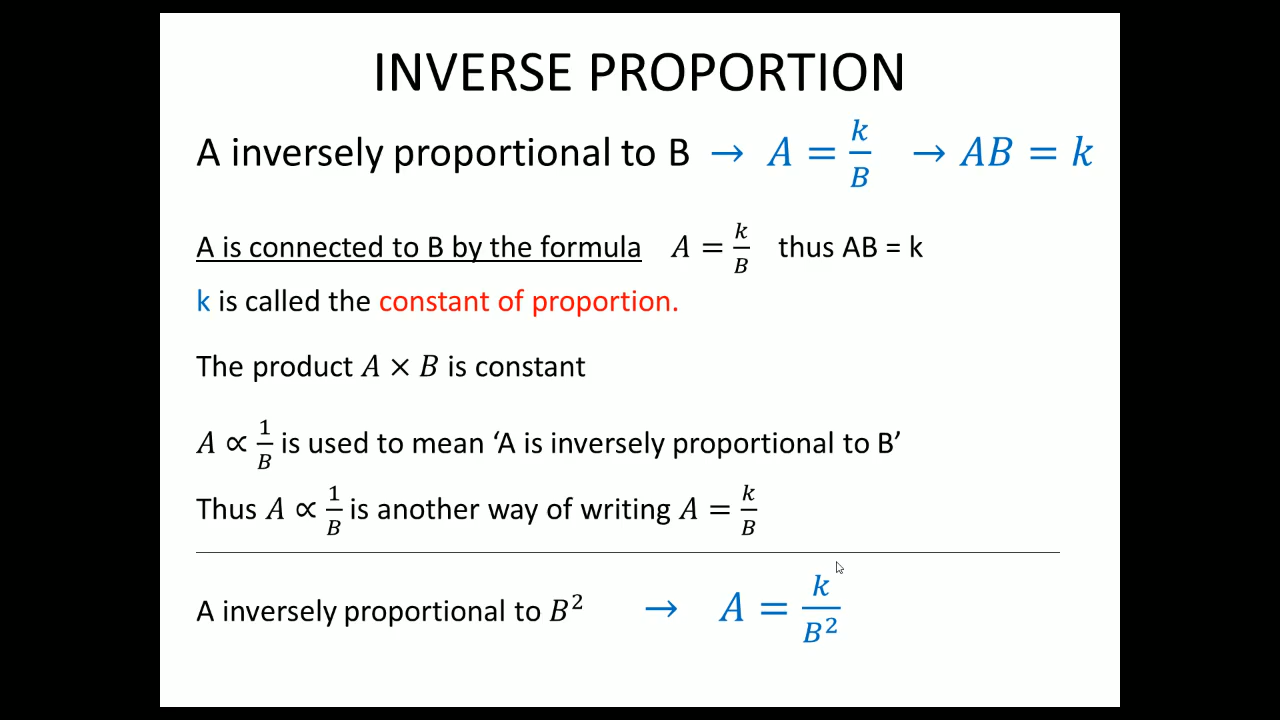 INVERSE PROPORTION
A inversely proportional to B → A = k/B → AB = k
A is connected to B by the formula A = k/B thus AB = k
k is called the constant of proportion.
The product A × B is constant
A ∝ 1/B is used to mean ‘A is inversely proportional to B’
Thus A ∝ 1/B is another way of writing A = k/B
A inversely proportional to B² → A = k/B²